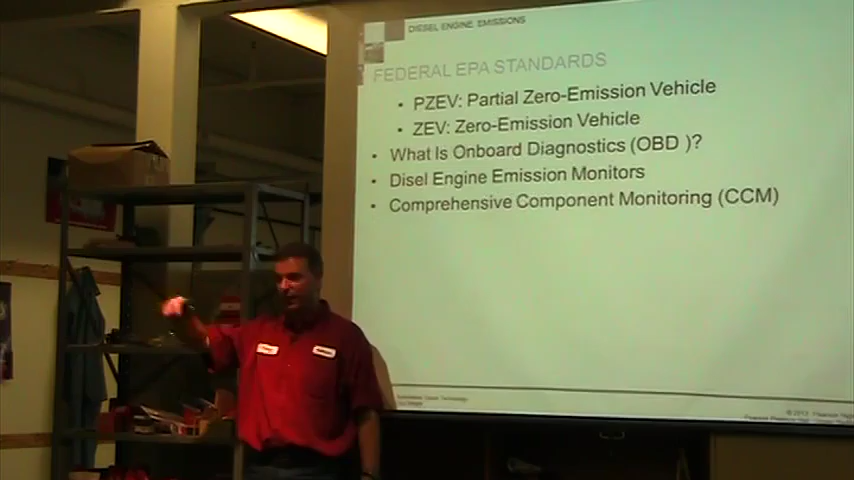 DIESEL ENGINE EMISSIONS
FEDERAL EPA STANDARDS
• PZEV: Partial Zero-Emission Vehicle
• ZEV: Zero-Emission Vehicle
• What Is Onboard Diagnostics (OBD )?
• Disel Engine Emission Monitors
• Comprehensive Component Monitoring (CCM)